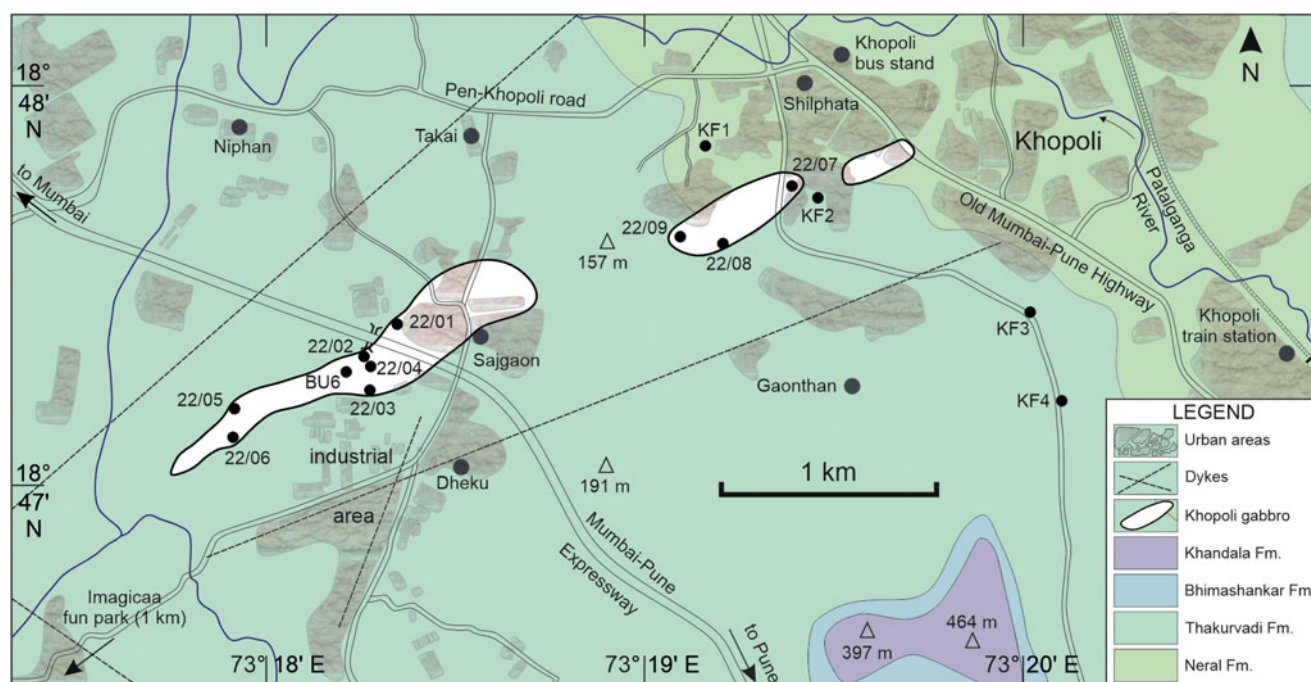 18°
48'
N
Niphan
Takai
Pen-Khopoli road
Khopoli
bus stand
Shilphata
N
Khopoli
KF1
22/07
KF2
22/09
22/08
157 m
Patalganga
River
Old Mumbai-Pune Highway
to Mumbai
22/01
22/02
22/04
BU6
22/03
22/05
22/06
Sajgaon
Gaonthan
KF3
KF4
Khopoli
train station
industrial
area
Dheku
191 m
1 km
18°
47'
N
Mumbai-Pune
Expressway
to Pune
Imagicaa
fun park (1 km)
397 m
464 m
73° 18' E
73° 19' E
73° 20' E
LEGEND
Urban areas
Dykes
Khopoli gabbro
Khandala Fm.
Bhimashankar Fm
Thakurvadi Fm.
Neral Fm.